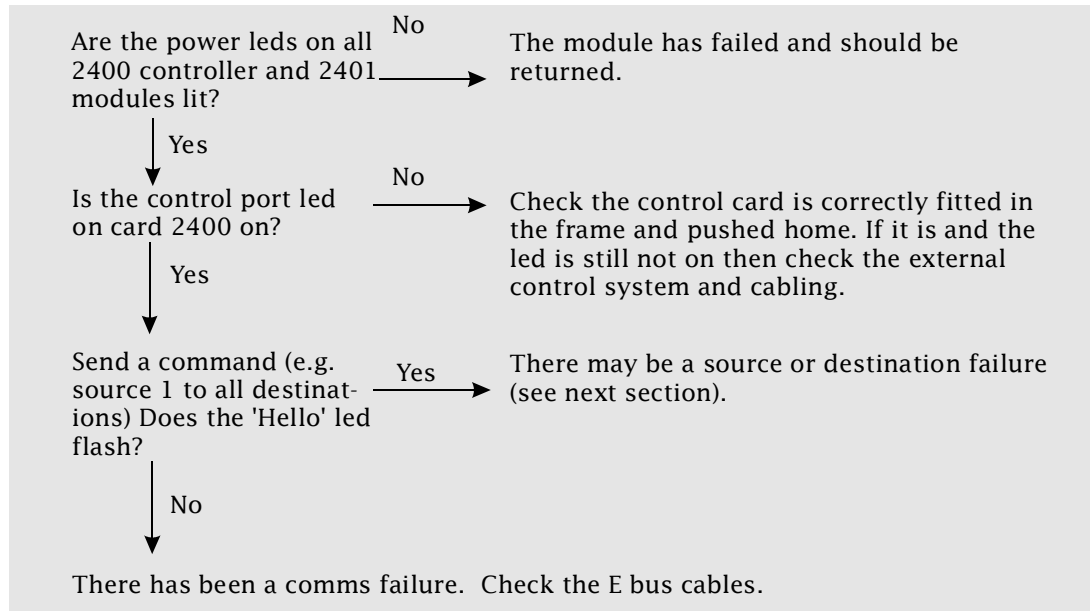 Are the power leds on all
2400 controller and 2401
modules lit?
No
The module has failed and should be
returned.
Yes
Is the control port led
on card 2400 on?
No
Check the control card is correctly fitted in
the frame and pushed home. If it is and the
led is still not on then check the external
control system and cabling.
Yes
Send a command (e.g.
source 1 to all destinat-
ions) Does the 'Hello' led
flash?
Yes
There may be a source or destination failure
(see next section).
No
There has been a comms failure.  Check the E bus cables.